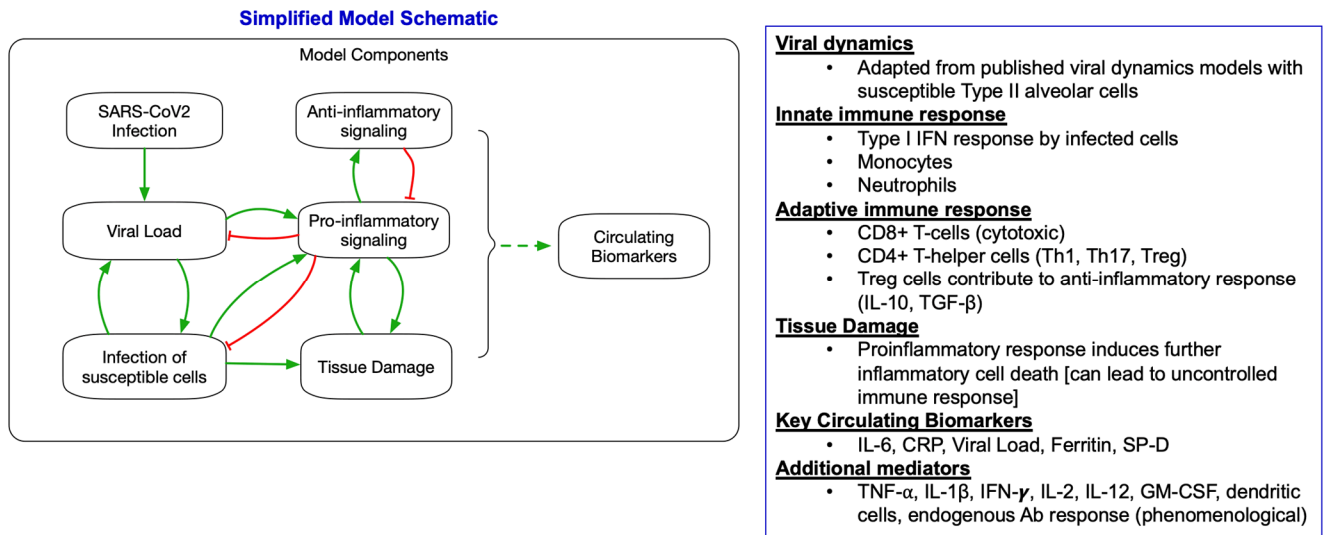 Simplified Model Schematic
Model Components
SARS-CoV2
Infection
Anti-inflammatory
signaling
Viral Load
Pro-inflammatory
signaling
Circulating
Biomarkers
Infection of
susceptible cells
Tissue Damage
Viral dynamics
• Adapted from published viral dynamics models with
susceptible Type II alveolar cells
Innate immune response
• Type I IFN response by infected cells
• Monocytes
• Neutrophils
Adaptive immune response
• CD8+ T-cells (cytotoxic)
• CD4+ T-helper cells (Th1, Th17, Treg)
• Treg cells contribute to anti-inflammatory response
(IL-10, TGF-β)
Tissue Damage
• Proinflammatory response induces further
inflammatory cell death [can lead to uncontrolled
immune response]
Key Circulating Biomarkers
• IL-6, CRP, Viral Load, Ferritin, SP-D
Additional mediators
• TNF-α, IL-1β, IFN-γ, IL-2, IL-12, GM-CSF, dendritic
cells, endogenous Ab response (phenomenological)